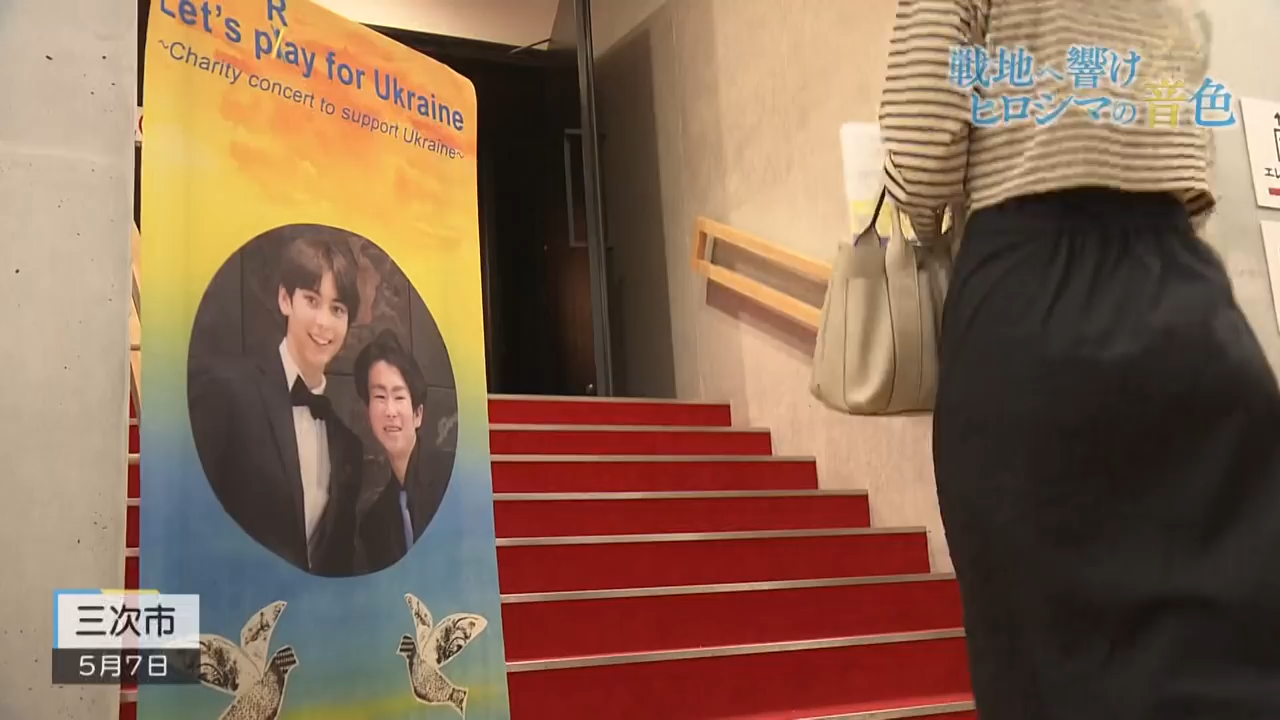 R
Let's play for Ukraine
~Charity concert to support Ukraine~
戦地へ響け
ヒロシマの音色
三次市
5月7日